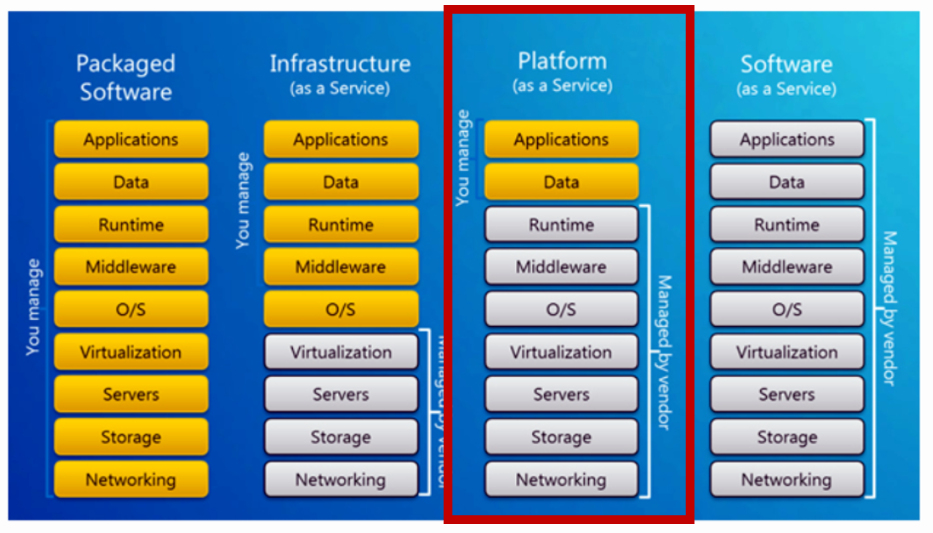 Packaged
Software
You manage
Applications
Data
Runtime
Middleware
O/S
Virtualization
Servers
Storage
Networking
Infrastructure
(as a Service)
You manage
Applications
Data
Runtime
Middleware
O/S
Virtualization
Servers
Storage
Networking
Managed by vendor
Platform
(as a Service)
You manage
Applications
Data
Runtime
Middleware
O/S
Virtualization
Servers
Storage
Networking
Managed by vendor
Software
(as a Service)
Applications
Data
Runtime
Middleware
O/S
Virtualization
Servers
Storage
Networking
Managed by vendor